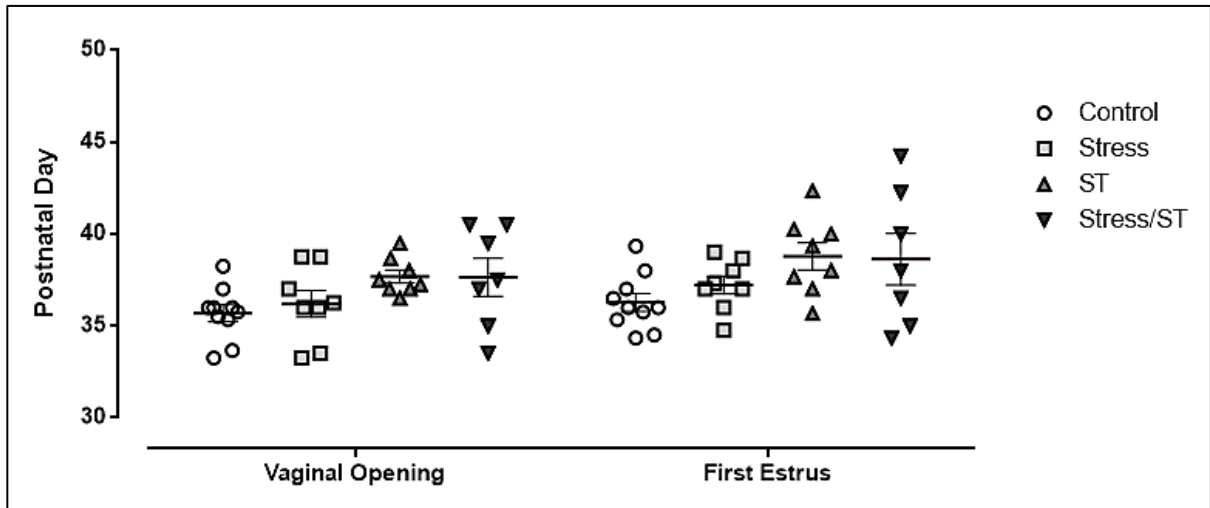 50
45
40
35
30
Postnatal Day
Vaginal Opening
First Estrus
Control
Stress
ST
Stress/ST